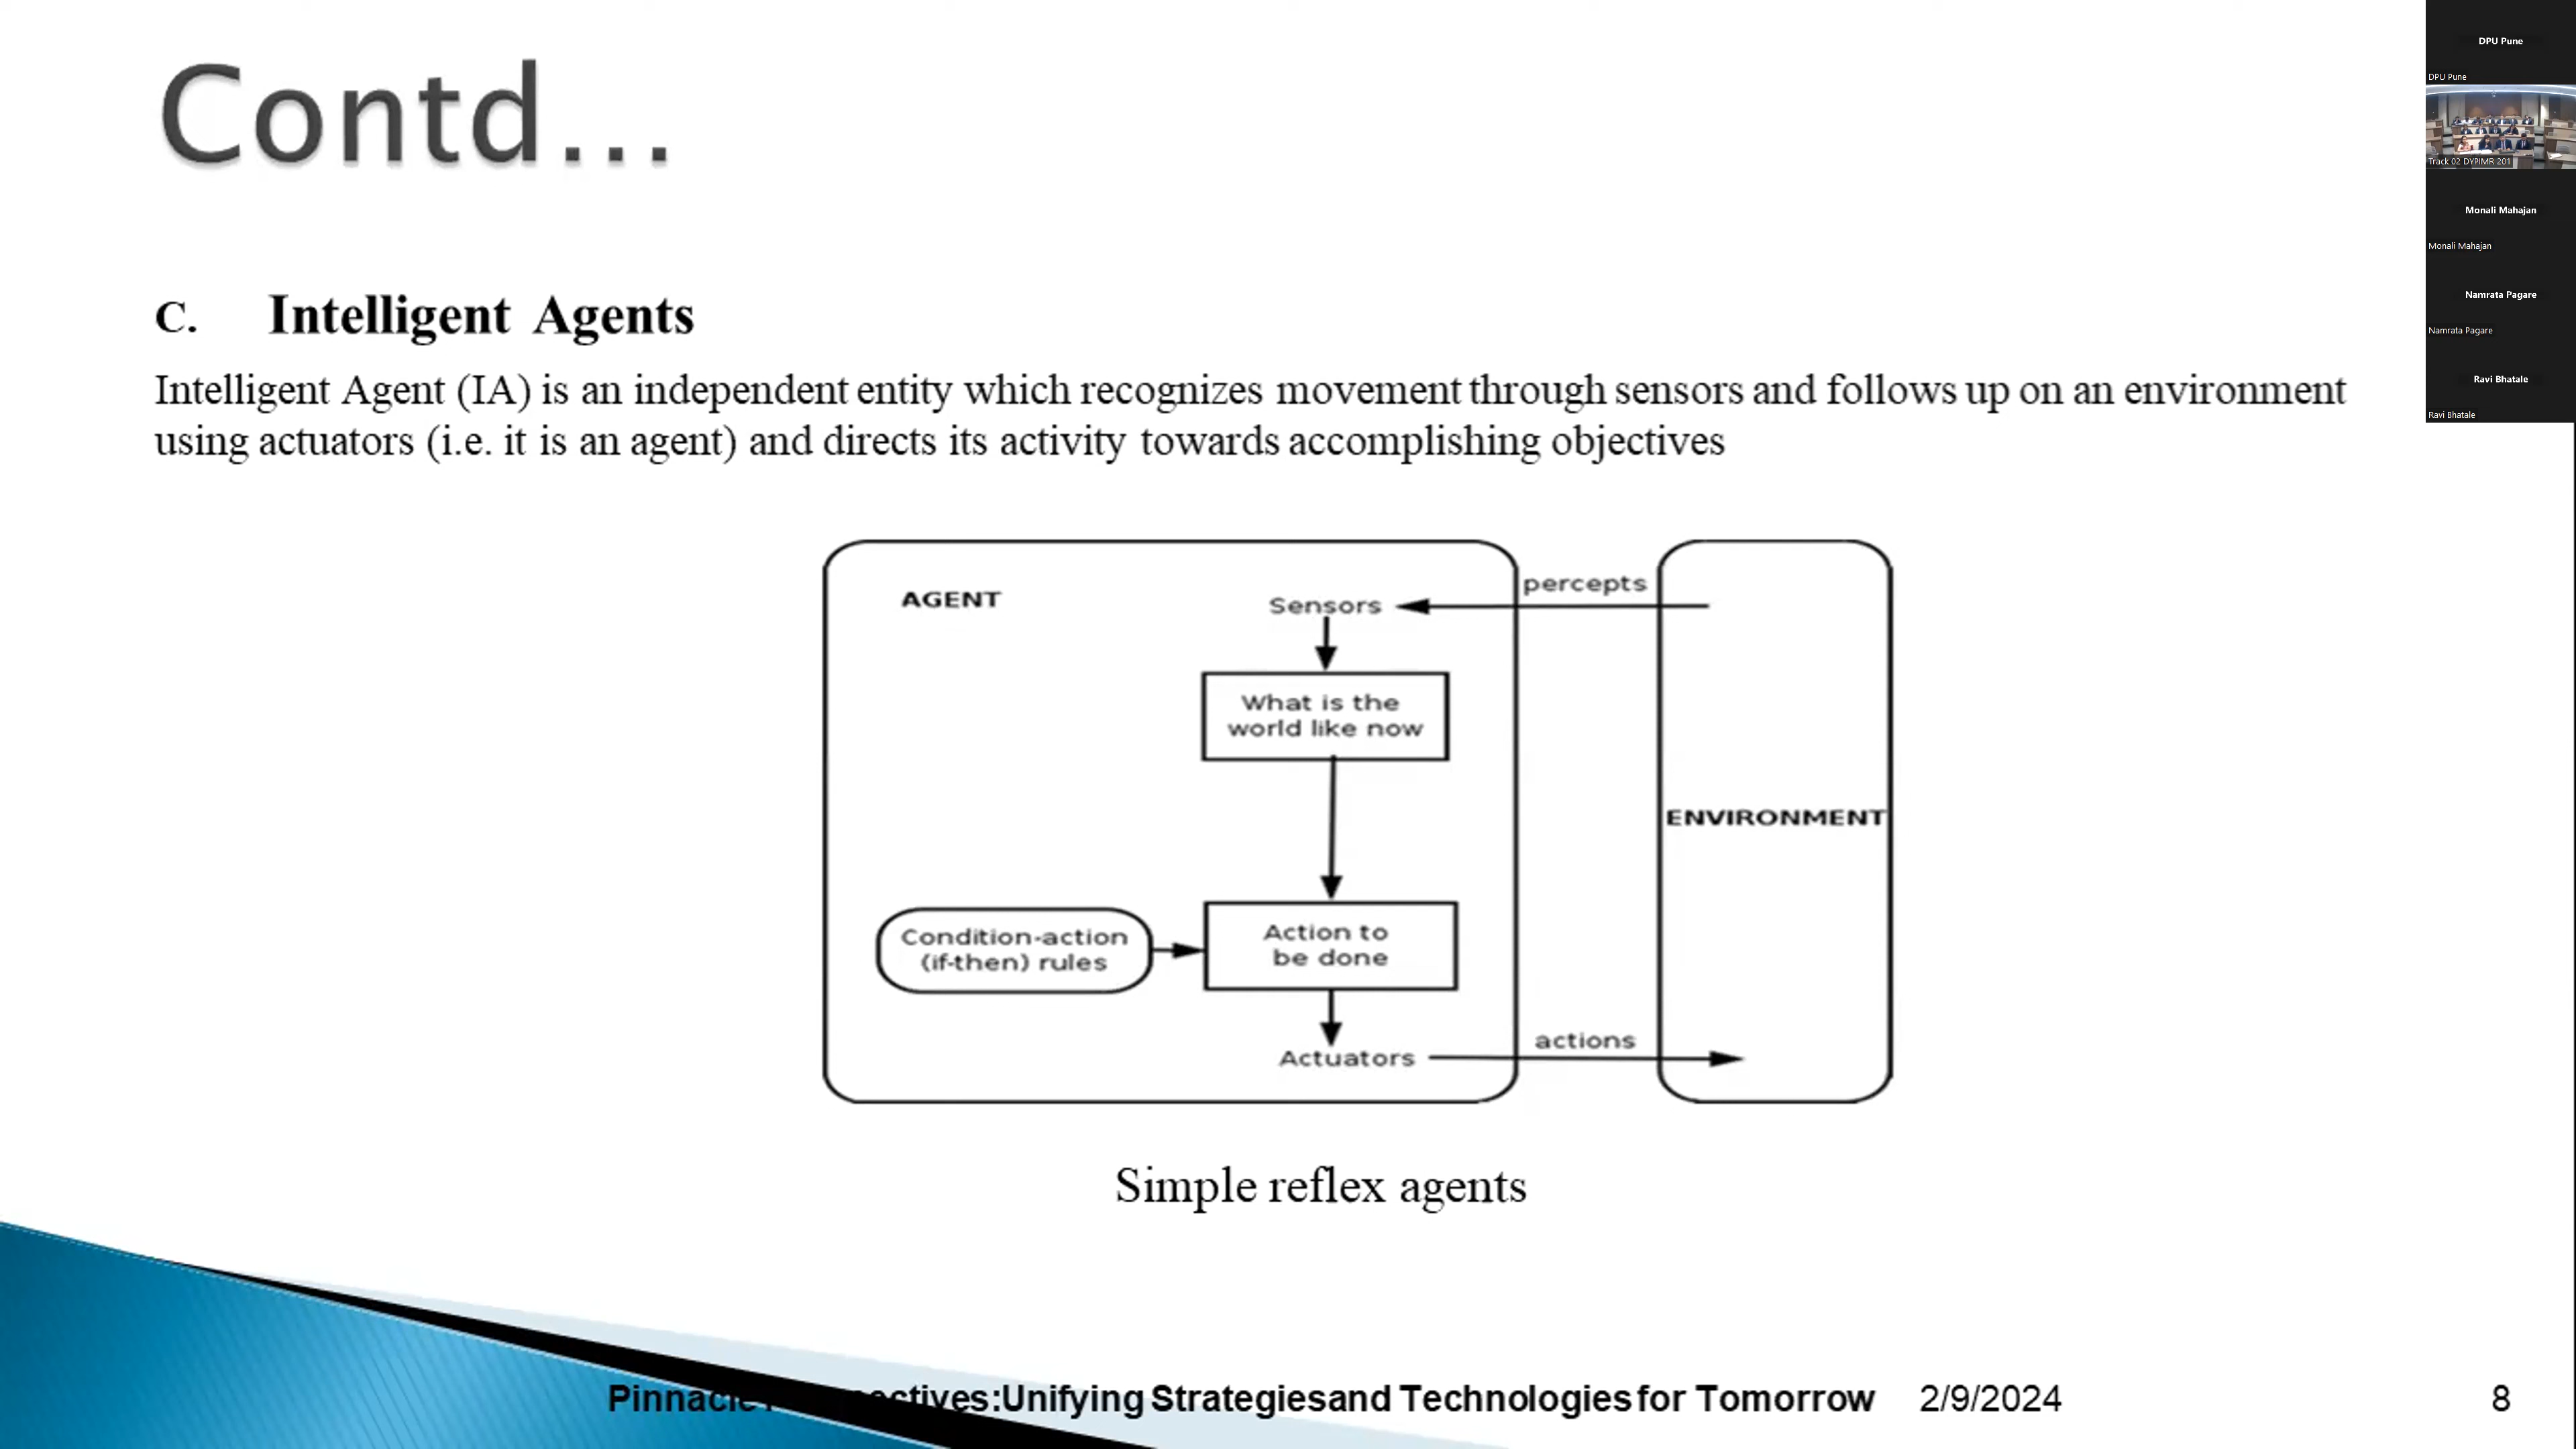 Contd...
C. Intelligent Agents
Intelligent Agent (IA) is an independent entity which recognizes movement through sensors and follows up on an environment
using actuators (i.e. it is an agent) and directs its activity towards accomplishing objectives
AGENT
Sensors
percepts
What is the
world like now
ENVIRONMENT
Condition-action
(if-then) rules
Action to
be done
Actuators
actions
Simple reflex agents
Pinnacle ectives:Unifying Strategiesand Technologies for Tomorrow 2/9/2024 8
DPU Pune
DPU Pune
Track 02 DYPIMR 201
Monali Mahajan
Monali Mahajan
Namrata Pagare
Namrata Pagare
Ravi Bhatale
Ravi Bhatale